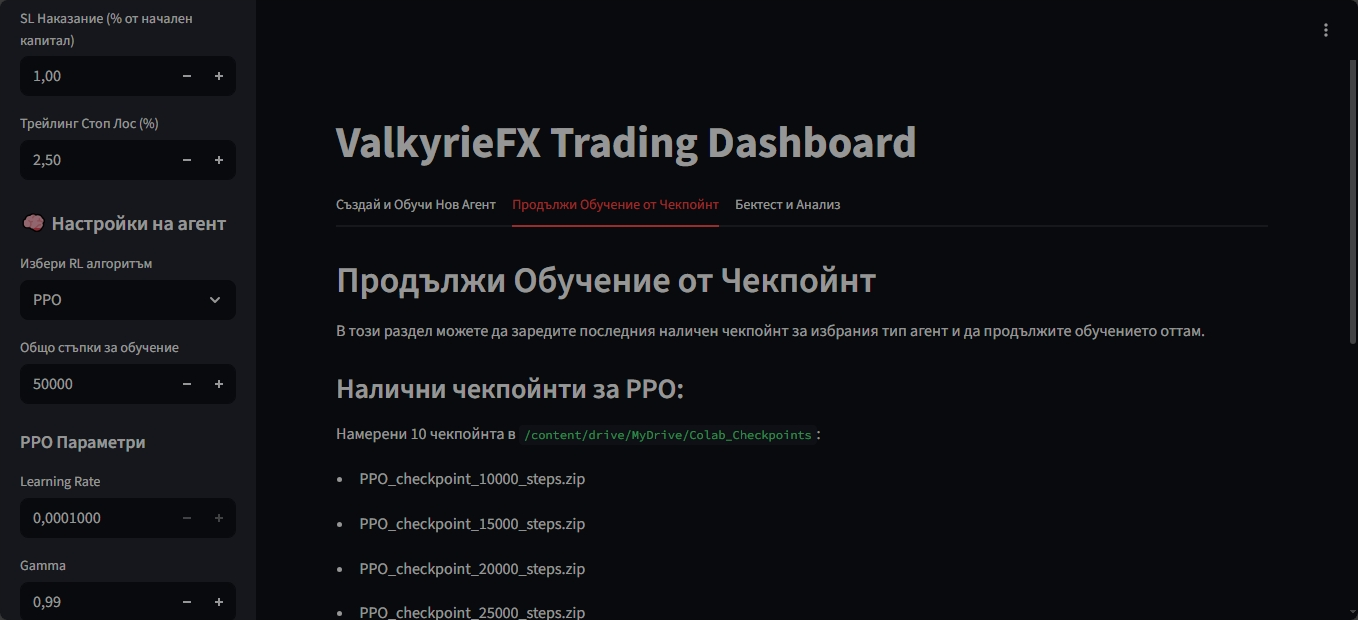 SL Наказание (% от начален
капитал)
1,00
Трейлинг Стоп Лос (%)
2,50
Настройки на агент
Избери RL алгоритъм
PPO
Общо стъпки за обучение
50000
PPO Параметри
Learning Rate
0,0001000
Gamma
0,99
ValkyrieFX Trading Dashboard
Създай и Обучи Нов Агент Продължи Обучение от Чекпойнт Бектест и Анализ
Продължи Обучение от Чекпойнт
В този раздел можете да заредите последния наличен чекпойнт за избрания тип агент и да продължите обучението оттам.
Налични чекпойнти за PPO:
Намерени 10 чекпойнта в /content/drive/MyDrive/Colab_Checkpoints :
• PPO_checkpoint_10000_steps.zip
• PPO_checkpoint_15000_steps.zip
• PPO_checkpoint_20000_steps.zip
• PPO_checkpoint_25000_steps.zip